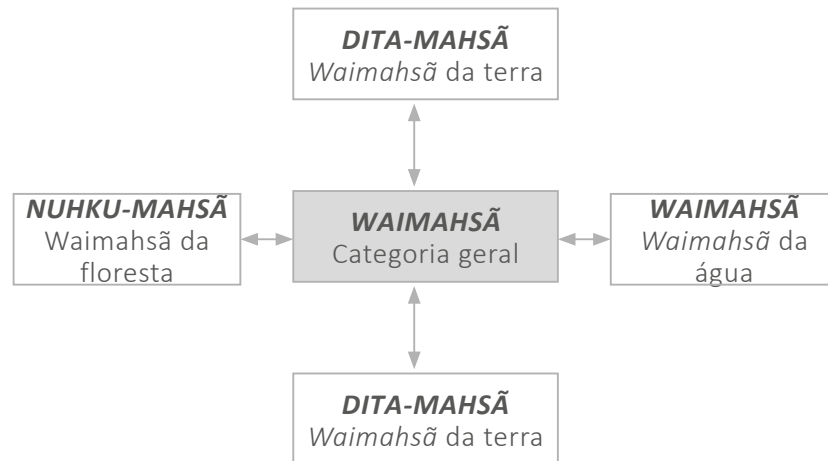 DITA-MAHSÃ
Waimahsã da terra
NUHKU-MAHSÃ
Waimahsã da
floresta
WAIMAHSÃ
Categoria geral
WAIMAHSÃ
Waimahsã da
água
DITA-MAHSÃ
Waimahsã da terra